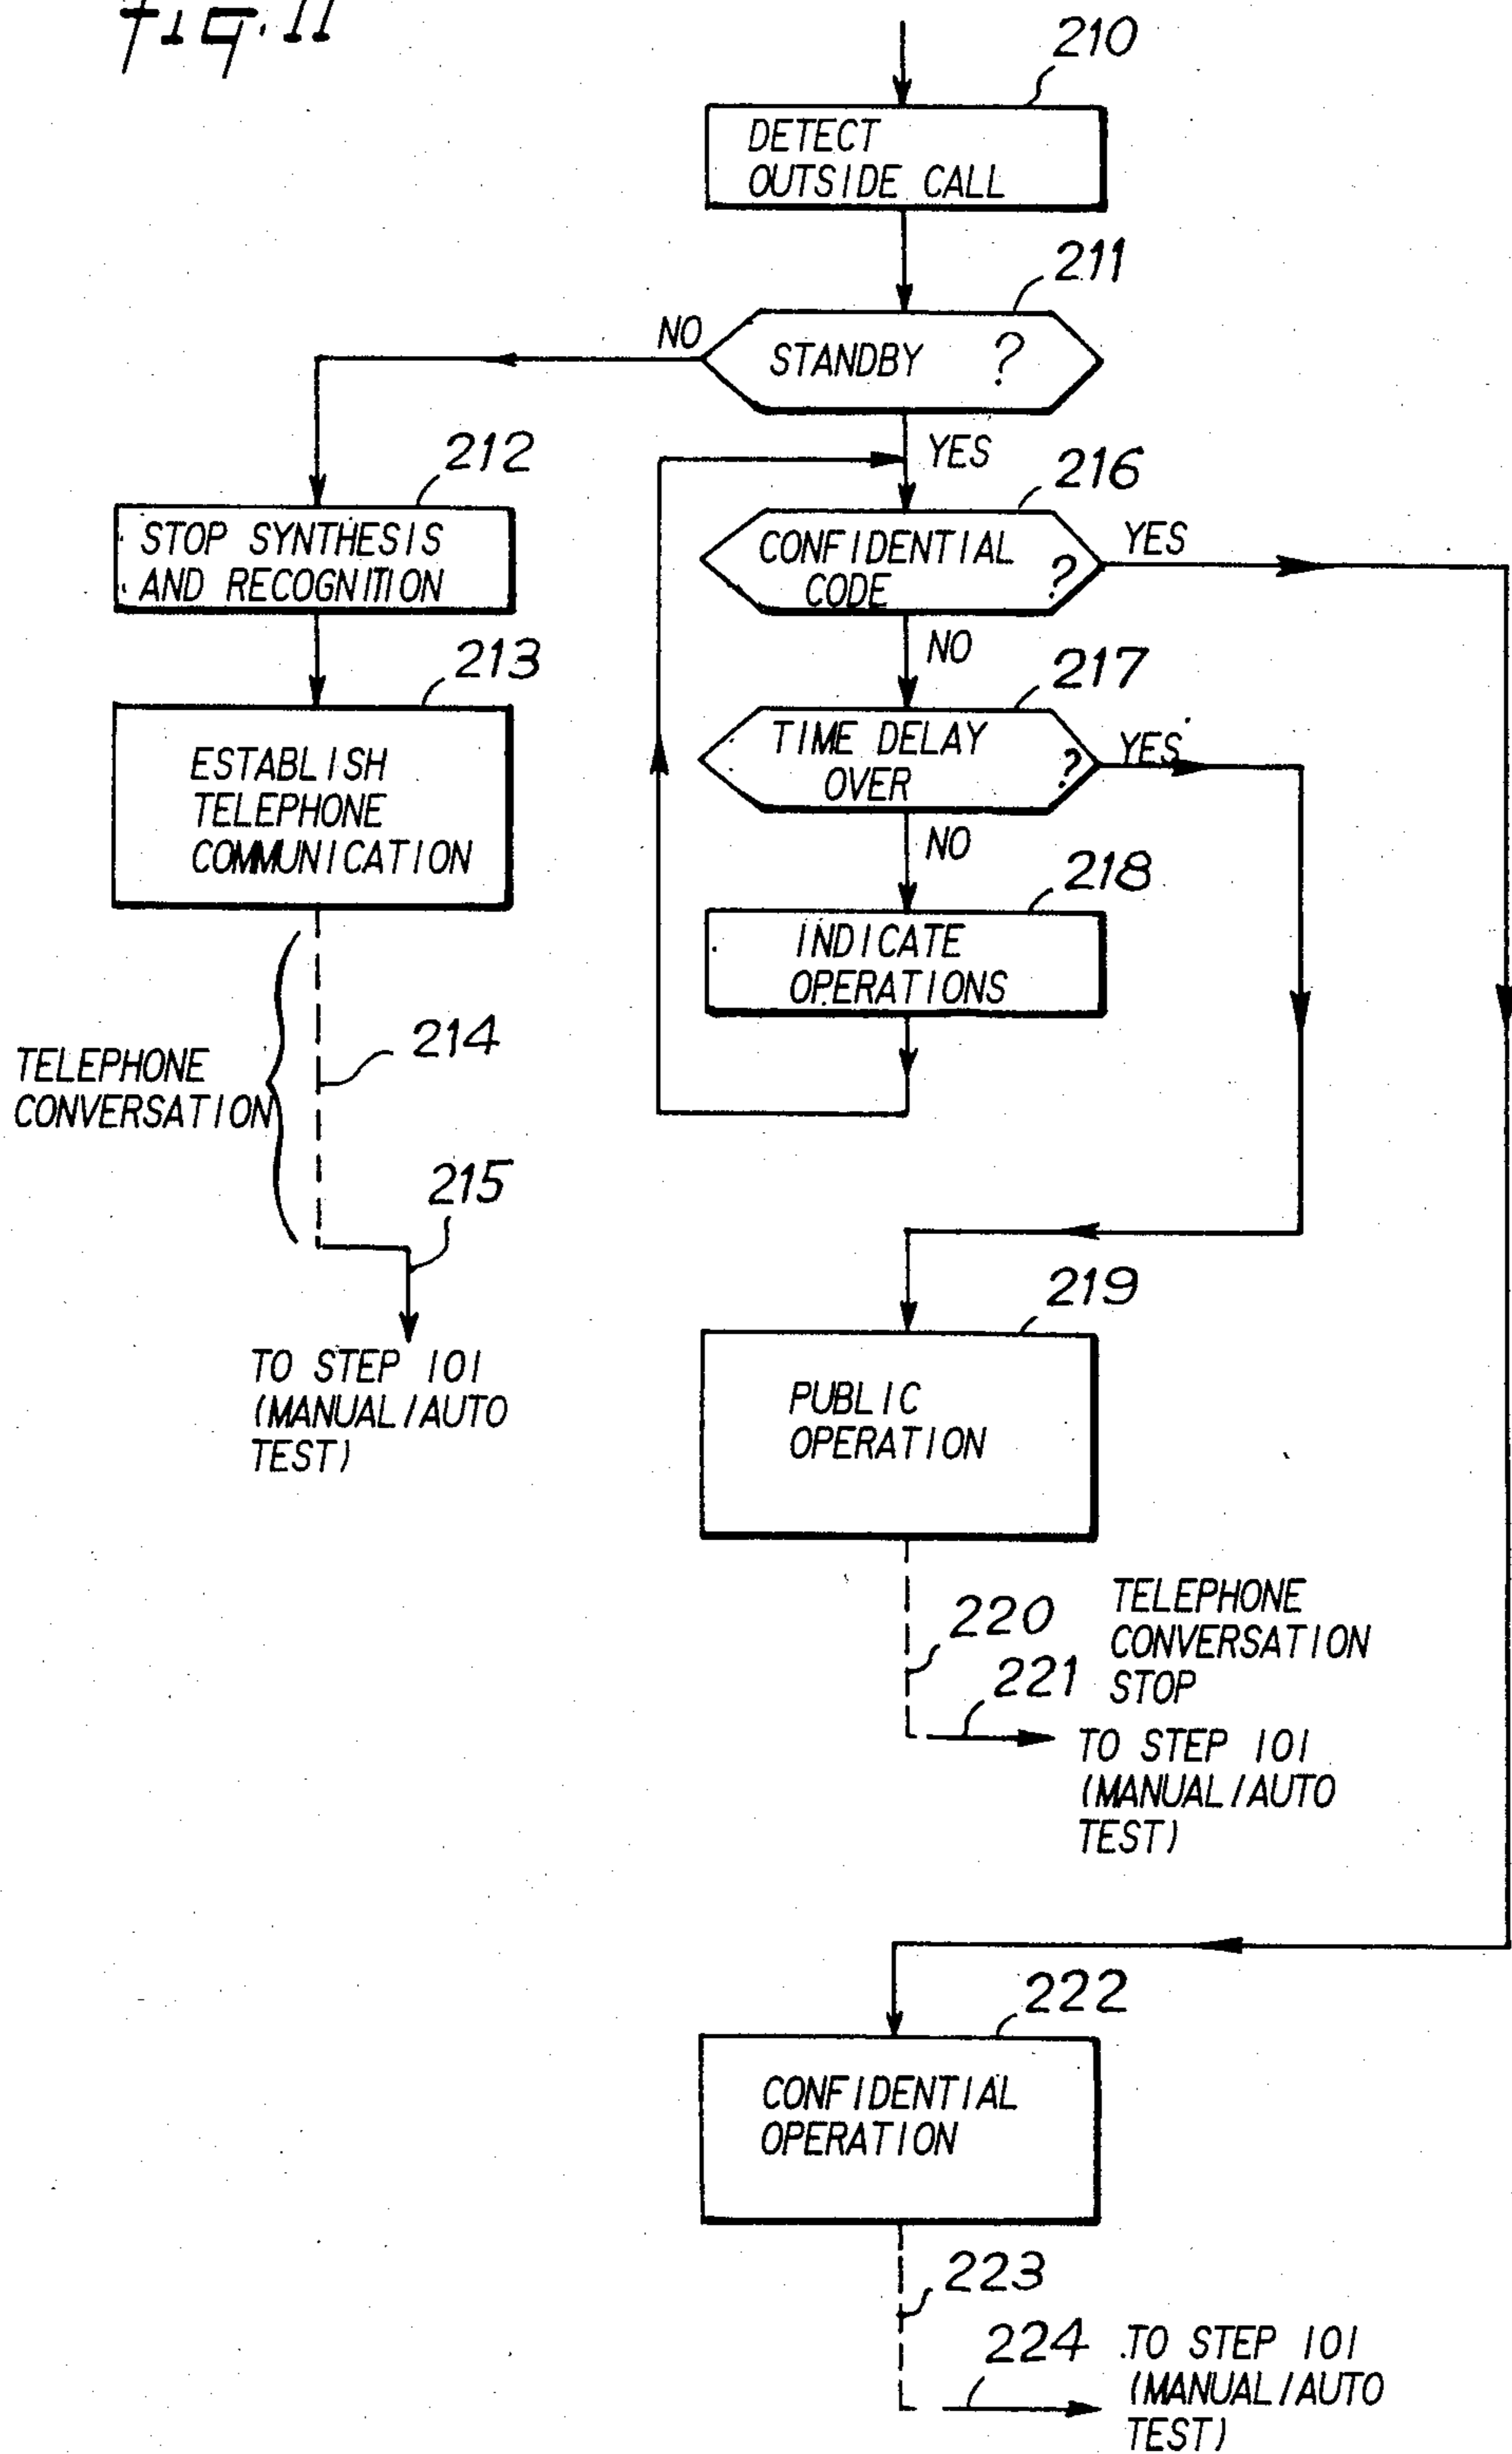 Fig. 11
210
DETECT
OUTSIDE CALL
211
NO
STANDBY ?
YES
212
STOP SYNTHESIS
AND RECOGNITION
216
CONFIDENTIAL
CODE ?
YES
NO
213
ESTABLISH
TELEPHONE
COMMUNICATION
217
TIME DELAY
OVER ?
YES
NO
218
INDICATE
OPERATIONS
214
TELEPHONE
CONVERSATION
215
TO STEP 101
(MANUAL/AUTO
TEST)
219
PUBLIC
OPERATION
220
TELEPHONE
CONVERSATION
STOP
221
TO STEP 101
(MANUAL/AUTO
TEST)
222
CONFIDENTIAL
OPERATION
223
224
TO STEP 101
(MANUAL/AUTO
TEST)